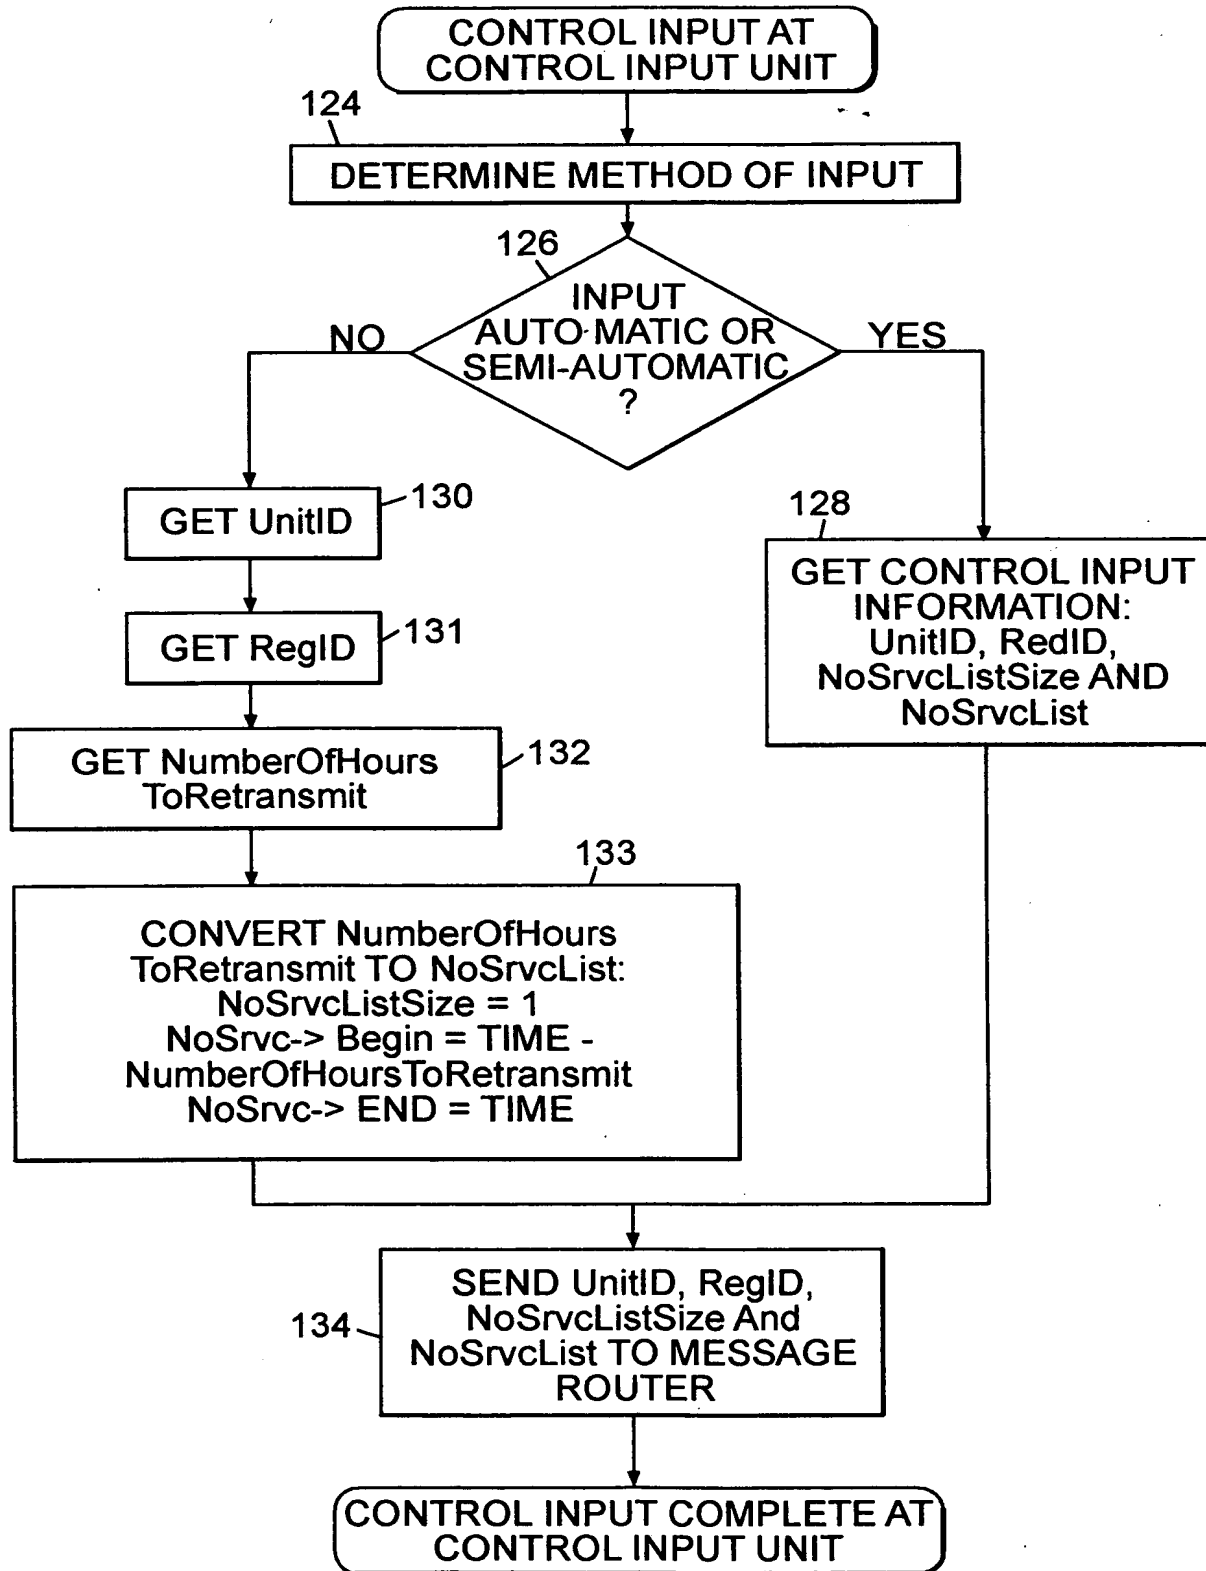 CONTROL INPUT AT
CONTROL INPUT UNIT
124
DETERMINE METHOD OF INPUT
126
INPUT
AUTO-MATIC OR
SEMI-AUTOMATIC
?
NO
YES
GET UnitID
130
GET RegID
131
GET NumberOfHours
ToRetransmit
132
128
GET CONTROL INPUT
INFORMATION:
UnitID, RedID,
NoSrvcListSize AND
NoSrvcList
133
CONVERT NumberOfHours
ToRetransmit TO NoSrvcList:
NoSrvcListSize = 1
NoSrvc-> Begin = TIME -
NumberOfHoursToRetransmit
NoSrvc-> END = TIME
134
SEND UnitID, RegID,
NoSrvcListSize And
NoSrvcList TO MESSAGE
ROUTER
CONTROL INPUT COMPLETE AT
CONTROL INPUT UNIT